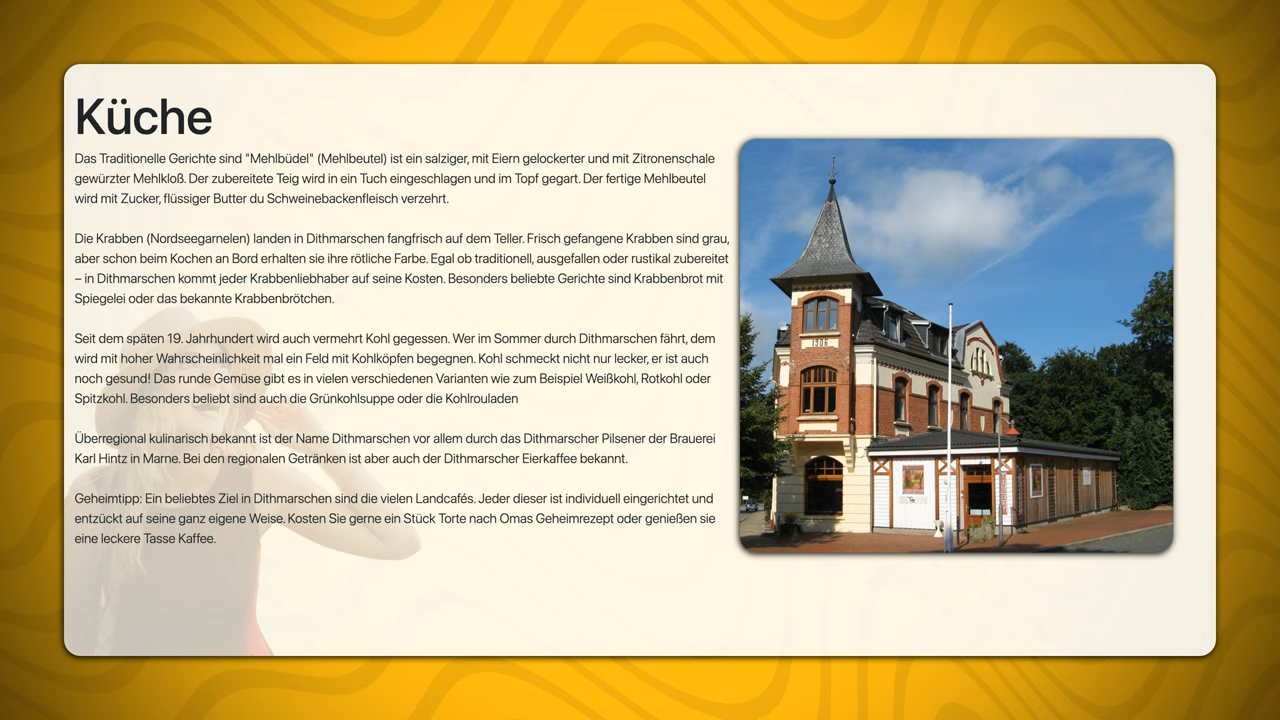 Küche
Das Traditionelle Gerichte sind "Mehlbüdel" (Mehlbeutel) ist ein salziger, mit Eiern gelockerter und mit Zitronenschale
gewürzter Mehlkloß. Der zubereitete Teig wird in ein Tuch eingeschlagen und im Topf gegart. Der fertige Mehlbeutel
wird mit Zucker, flüssiger Butter du Schweinebackenfleisch verzehrt.
Die Krabben (Nordseegarnelen) landen in Dithmarschen fangfrisch auf dem Teller. Frisch gefangene Krabben sind grau,
aber schon beim Kochen an Bord erhalten sie ihre rötliche Farbe. Egal ob traditionell, ausgefallen oder rustikal zubereitet
– in Dithmarschen kommt jeder Krabbenliebhaber auf seine Kosten. Besonders beliebte Gerichte sind Krabbenbrot mit
Spiegelei oder das bekannte Krabbenbrötchen.
Seit dem späten 19. Jahrhundert wird auch vermehrt Kohl gegessen. Wer im Sommer durch Dithmarschen fährt, dem
wird mit hoher Wahrscheinlichkeit mal ein Feld mit Kohlköpfen begegnen. Kohl schmeckt nicht nur lecker, er ist auch
noch gesund! Das runde Gemüse gibt es in vielen verschiedenen Varianten wie zum Beispiel Weißkohl, Rotkohl oder
Spitzkohl. Besonders beliebt sind auch die Grünkohlsuppe oder die Kohlrouladen
Überregional kulinarisch bekannt ist der Name Dithmarschen vor allem durch das Dithmarscher Pilsener der Brauerei
Karl Hintz in Marne. Bei den regionalen Getränken ist aber auch der Dithmarscher Eierkaffee bekannt.
Geheimtipp: Ein beliebtes Ziel in Dithmarschen sind die vielen Landcafés. Jeder dieser ist individuell eingerichtet und
entzückt auf seine ganz eigene Weise. Kosten Sie gerne ein Stück Torte nach Omas Geheimrezept oder genießen sie
eine leckere Tasse Kaffee.
1906